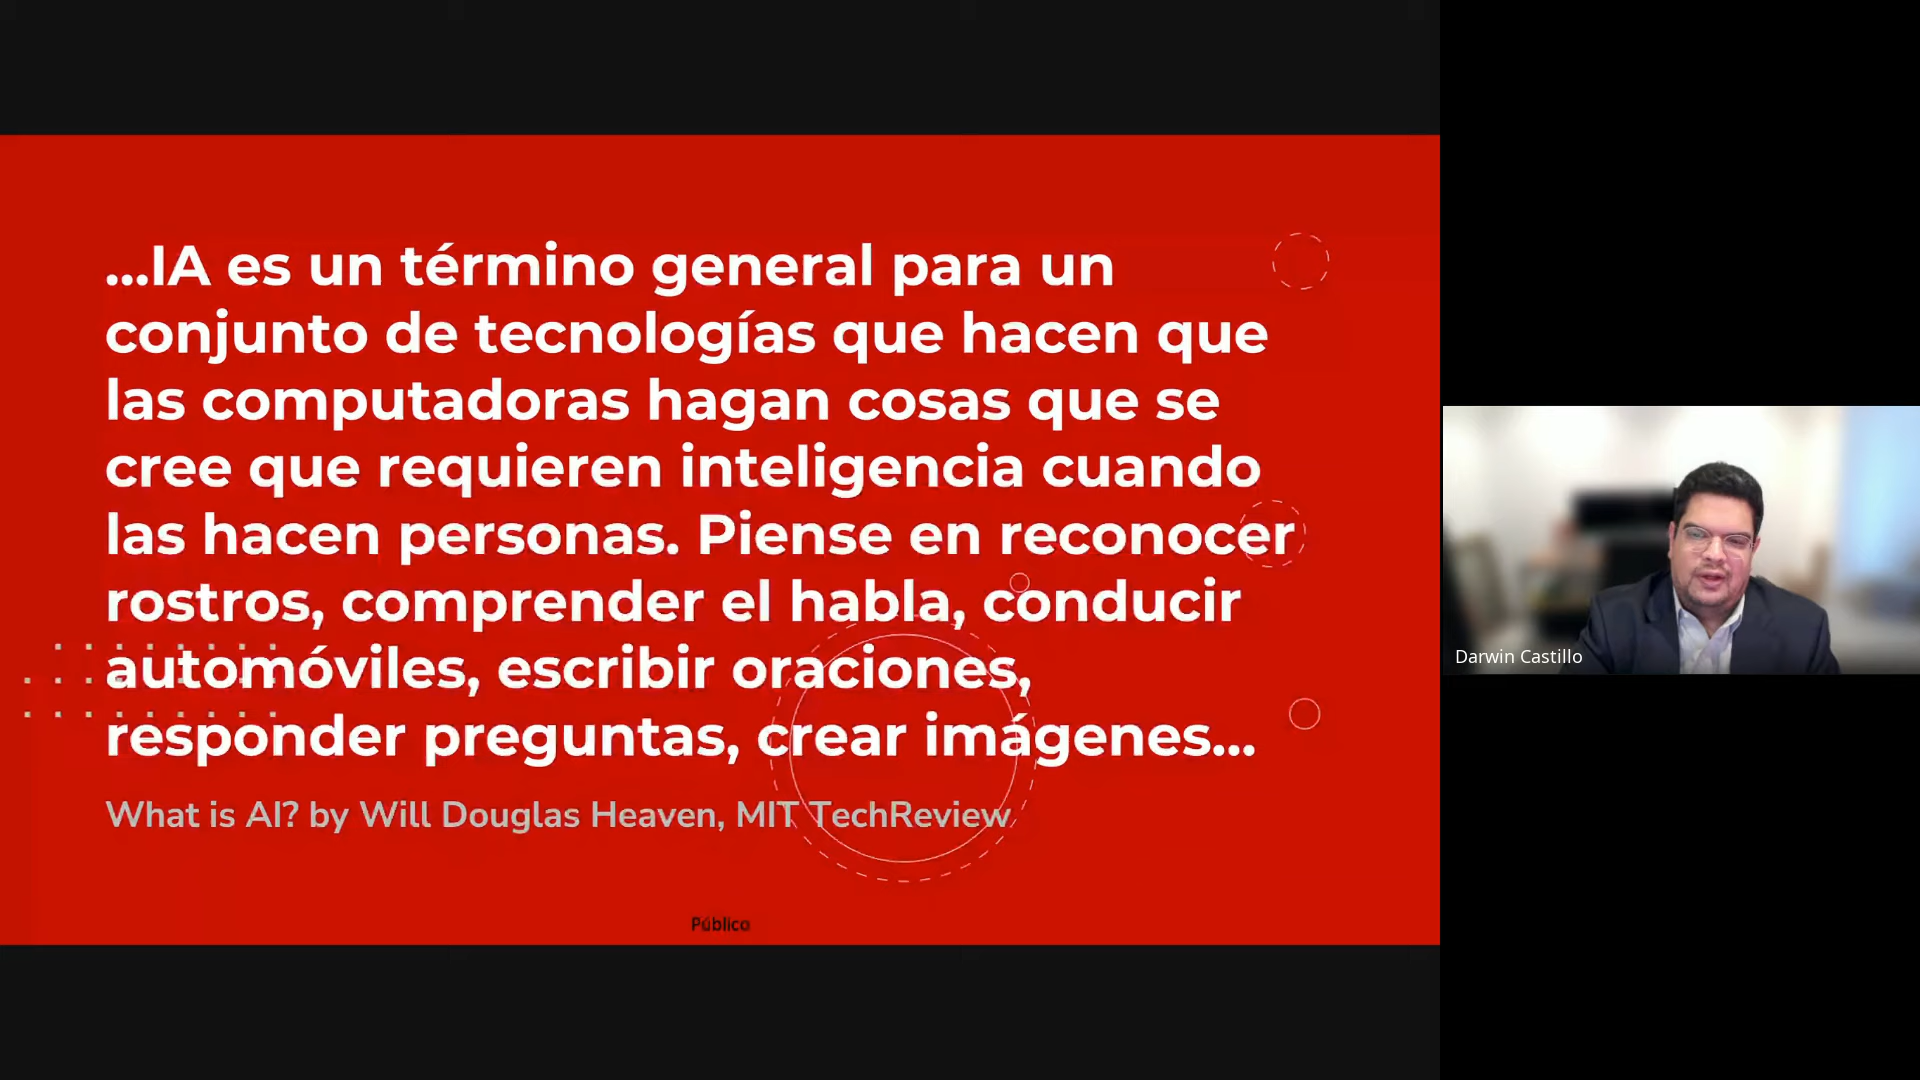 ...IA es un término general para un
conjunto de tecnologías que hacen que
las computadoras hagan cosas que se
cree que requieren inteligencia cuando
las hacen personas. Piense en reconocer
rostros, comprender el habla, conducir
automóviles, escribir oraciones,
responder preguntas, crear imágenes...
What is AI? by Will Douglas Heaven, MIT TechReview
Público
Darwin Castillo